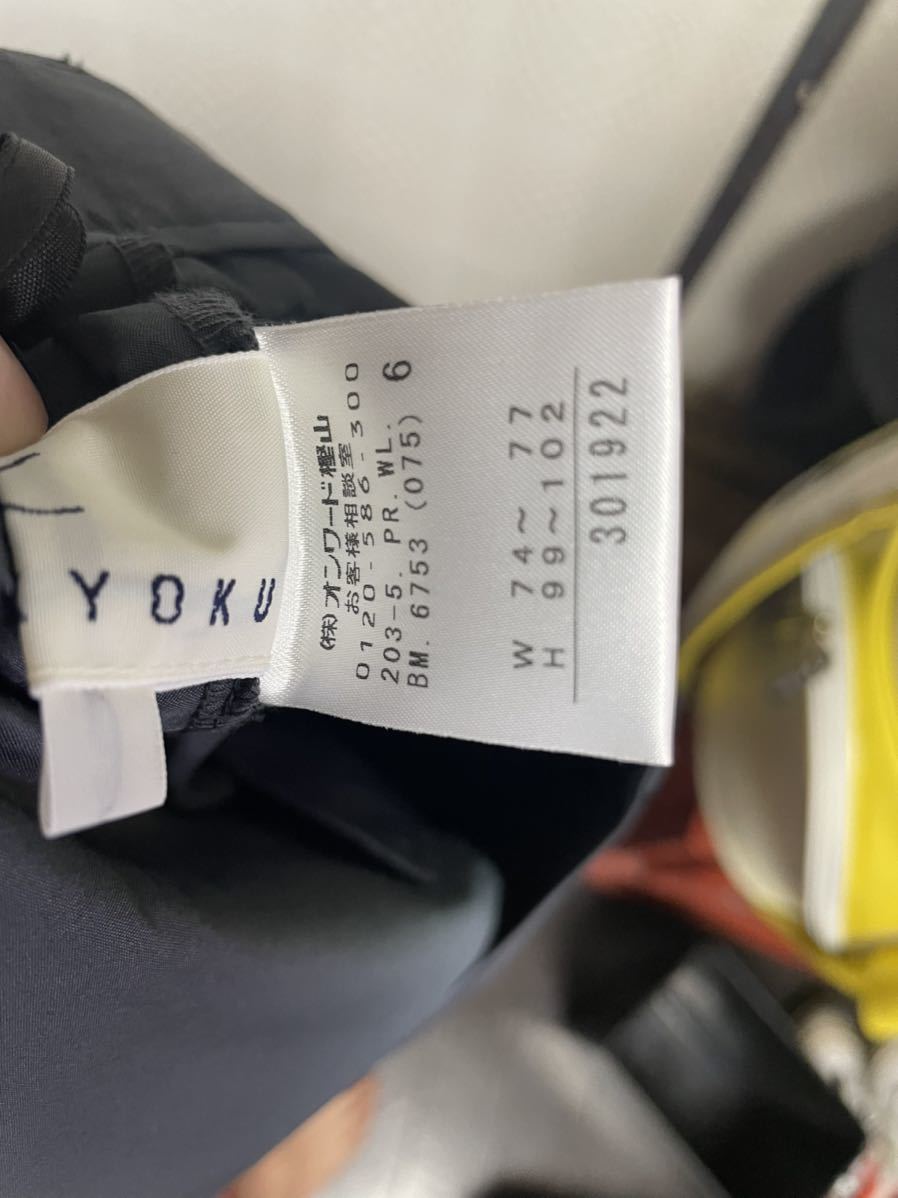 YOKU
(株)オンワード樫山
お客様相談室
0120-586-300
203-5. PR. WL.
BM. 6753 (075) 6
W 74〜 77
H 99〜102
301922